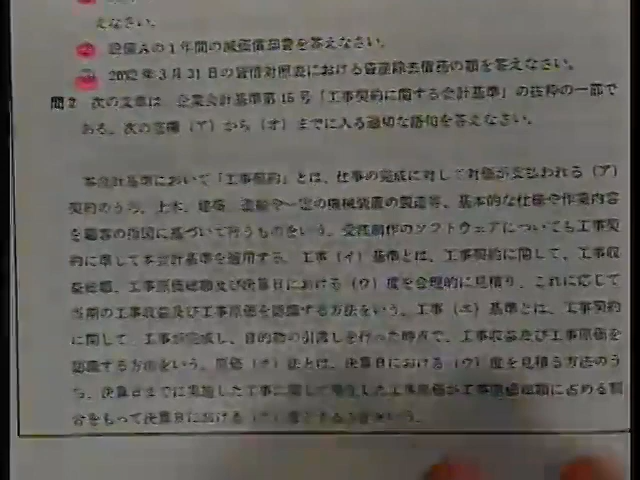 えなさい。
設備Aの1年間の減価償却費を答えなさい。
年3月31日の貸借対照表における資産除去債務の額を答えなさい。
問2 次の文章は、企業会計基準第15号「工事契約に関する会計基準」の抜粋の一部で
ある。次の空欄（ア）から（オ）までに入る適切な語句を答えなさい。
本会計基準において「工事契約」とは、仕事の完成に対して対価が支払われる（ア）
契約のうち、土木、建築、造船や一定の機械装置の製造等、基本的な仕様や作業内容
を顧客の指図に基づいて行うものをいう。受注制作のソフトウェアについても工事契
約に準じて本会計基準を適用する。工事（イ）基準とは、工事契約に関して、工事収
益総額、工事原価総額及び決算日における（ウ）度を合理的に見積り、これに応じて
当期の工事収益及び工事原価を認識する方法をいう。工事（エ）基準とは、工事契約
に関して、工事が完成し、目的物の引渡しを行った時点で、工事収益及び工事原価を
認識する方法をいう。原価（オ）法とは、決算日における（ウ）度を見積る方法のう
ち、決算日までに実施した工事に関して発生した工事原価が工事原価総額に占める割
合をもって決算日における（ウ）度とする方法をいう。